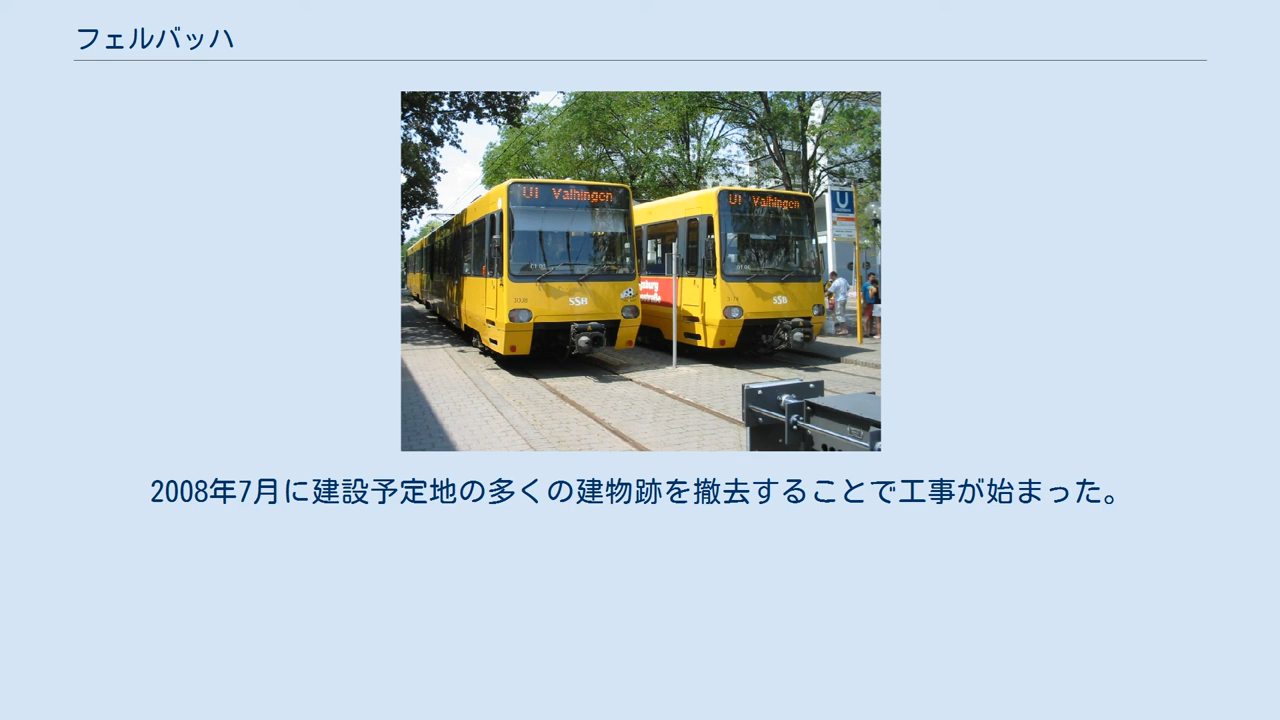 フェルバッハ
U1 Vaihingen
U1 Vaihingen
U
SSB
SSB
2008年7月に建設予定地の多くの建物跡を撤去することで工事が始まった。